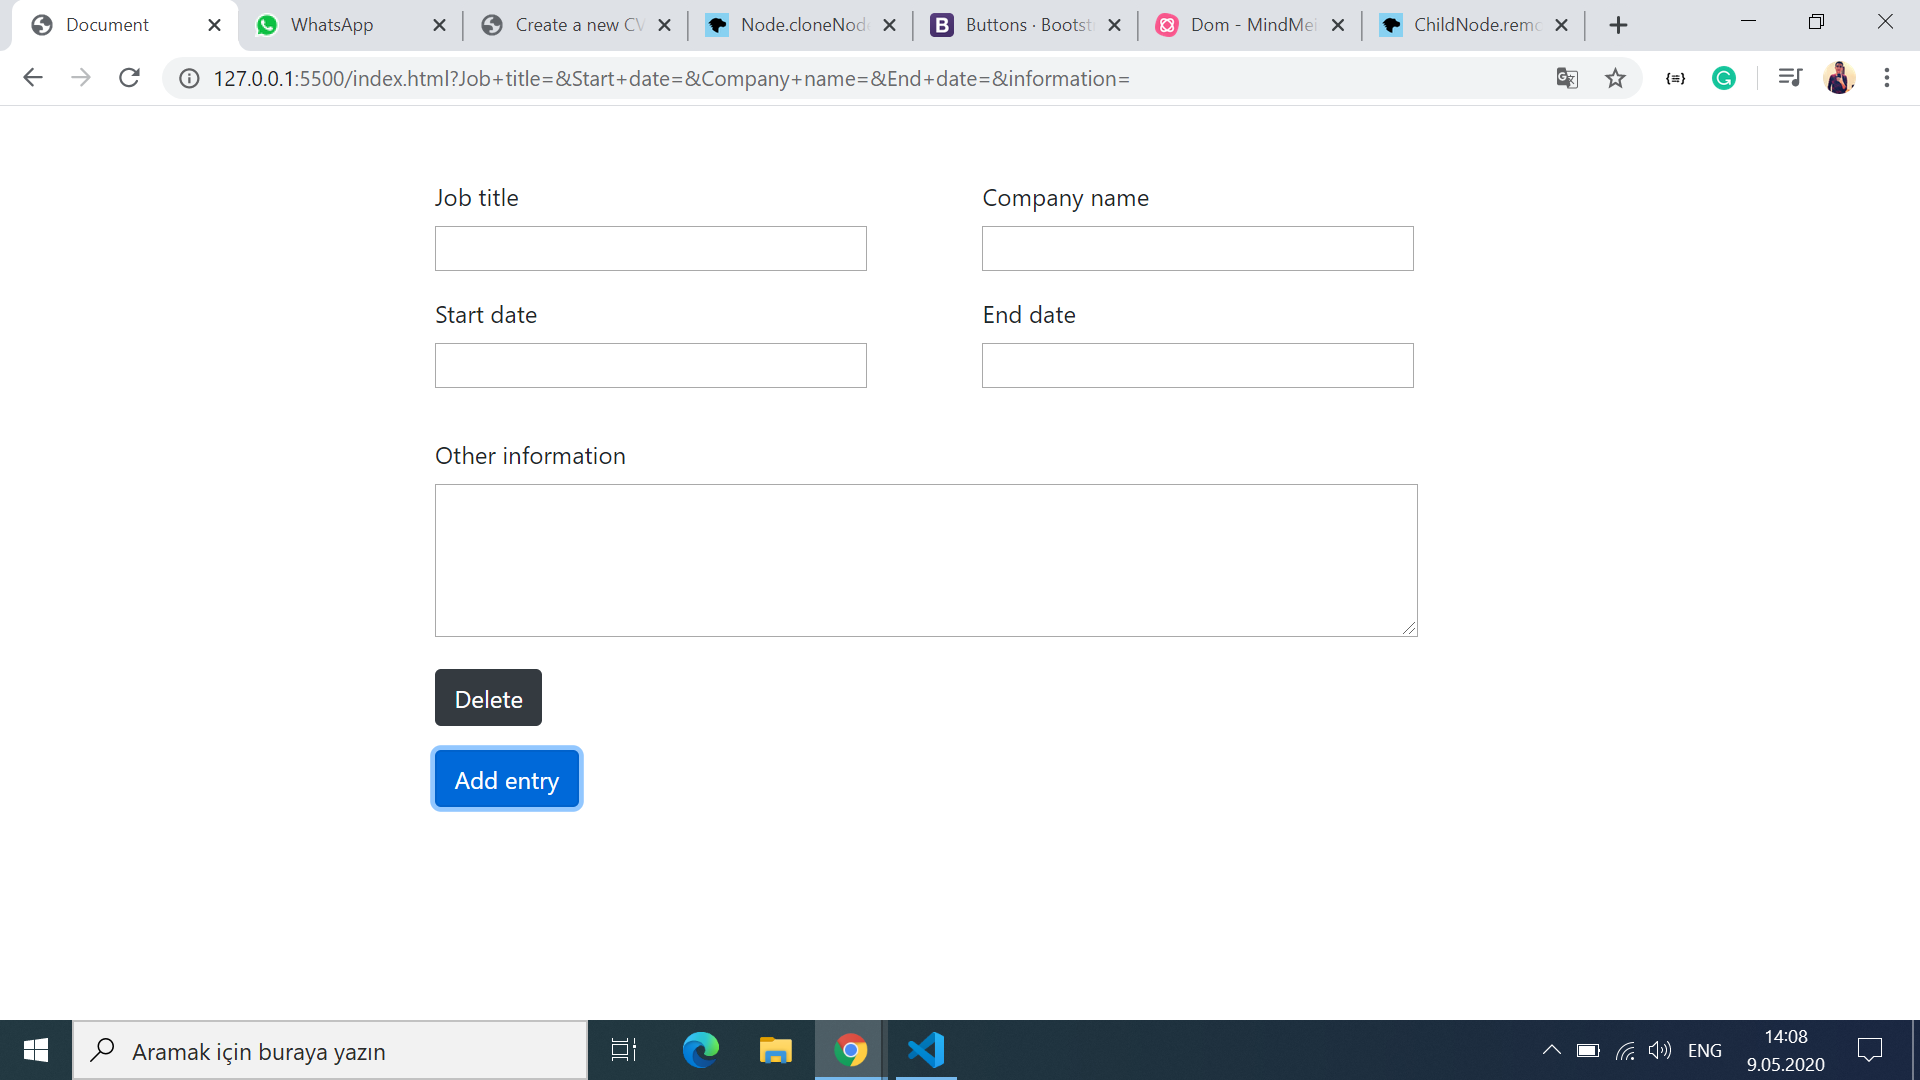 Document
WhatsApp
Create a new CV
Node.cloneNode
Buttons · Bootst
Dom - MindMei
ChildNode.remo
127.0.0.1:5500/index.html?Job+title=&Start+date=&Company+name=&End+date=&information=
Job title
Company name
Start date
End date
Other information
Delete
Add entry
Aramak için buraya yazın
ENG
14:08
9.05.2020